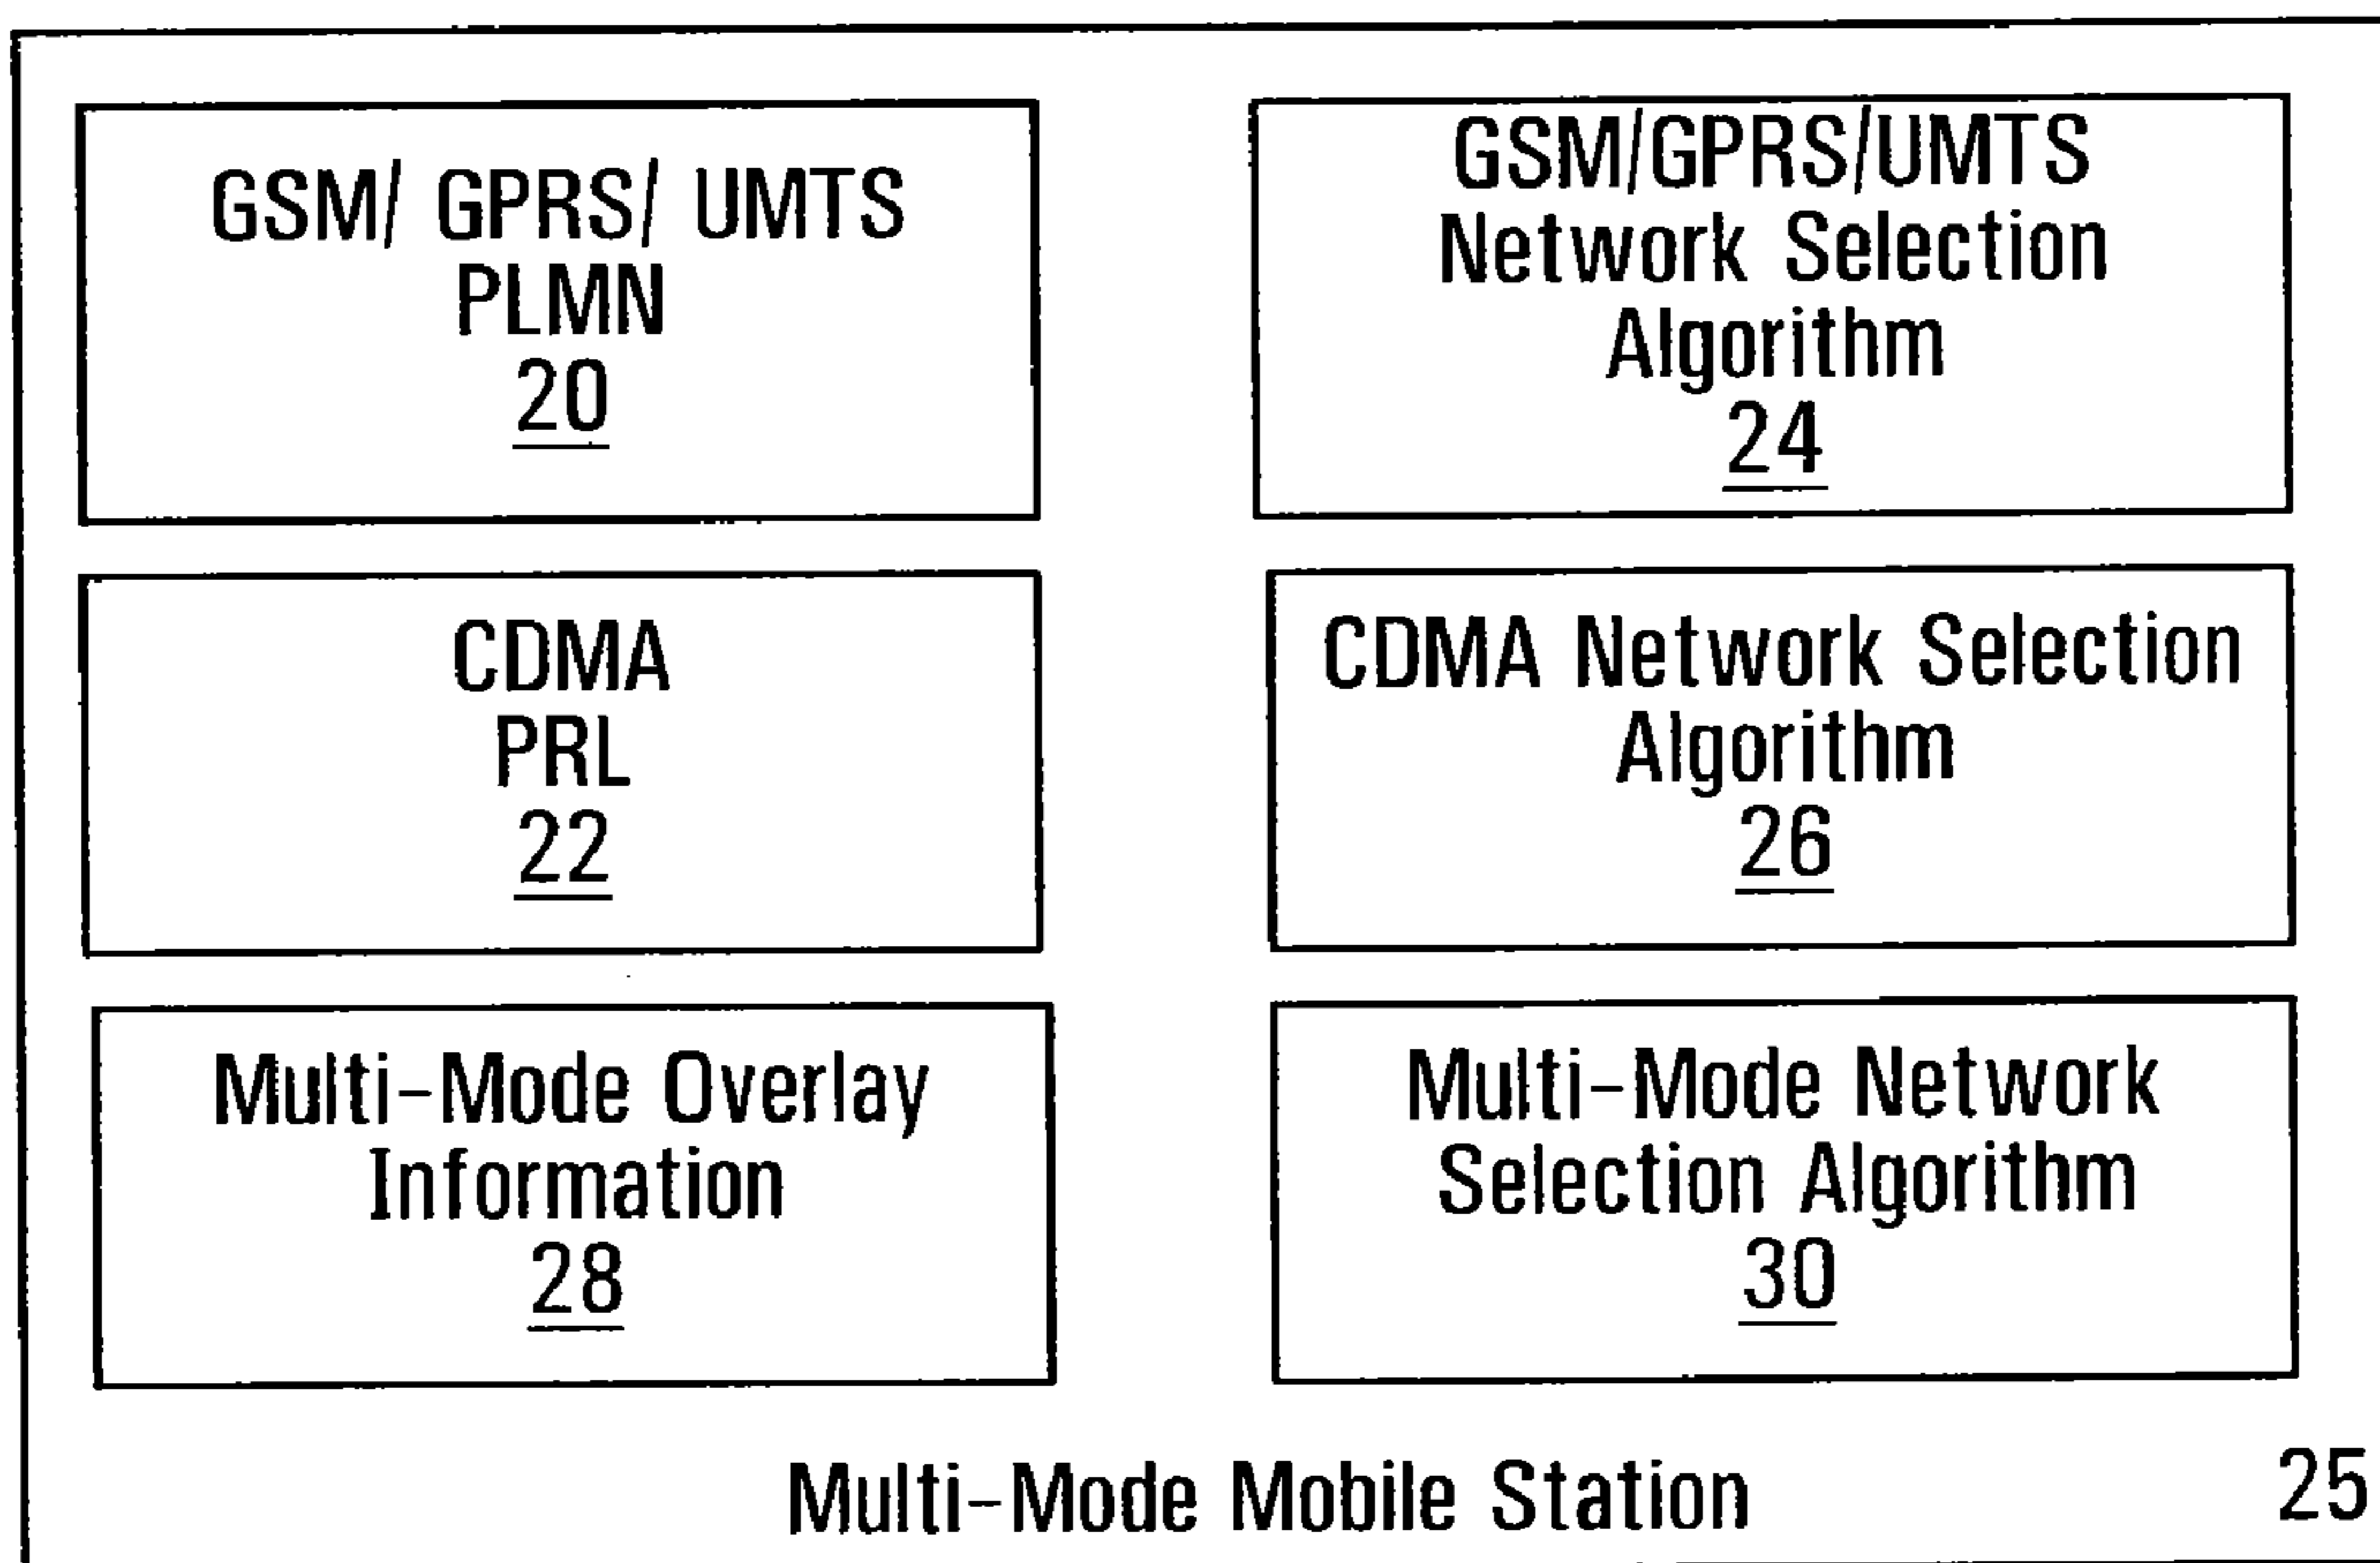 GSM/ GPRS/ UMTS
PLMN
20
GSM/GPRS/UMTS
Network Selection
Algorithm
24
CDMA
PRL
22
CDMA Network Selection
Algorithm
26
Multi-Mode Overlay
Information
28
Multi-Mode Network
Selection Algorithm
30
Multi-Mode Mobile Station
25